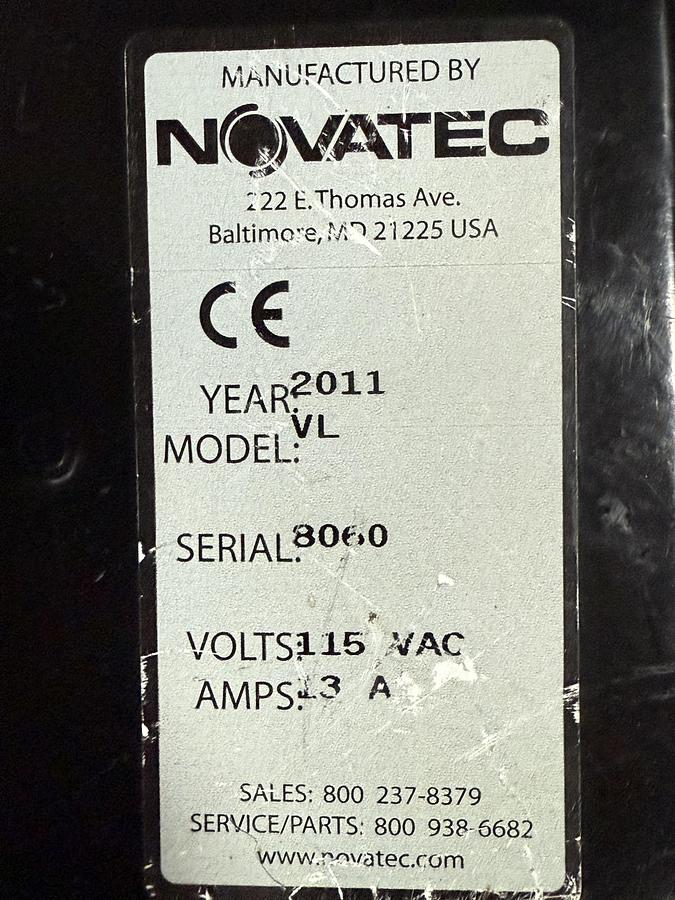 MANUFACTURED BY
NOVATEC
222 E. Thomas Ave.
Baltimore, MD 21225 USA
CE
YEAR: 2011
MODEL: VL
SERIAL: 8060
VOLTS: 115 VAC
AMPS: 13 A
SALES: 800 237-8379
SERVICE/PARTS: 800 938-6682
www.novatec.com